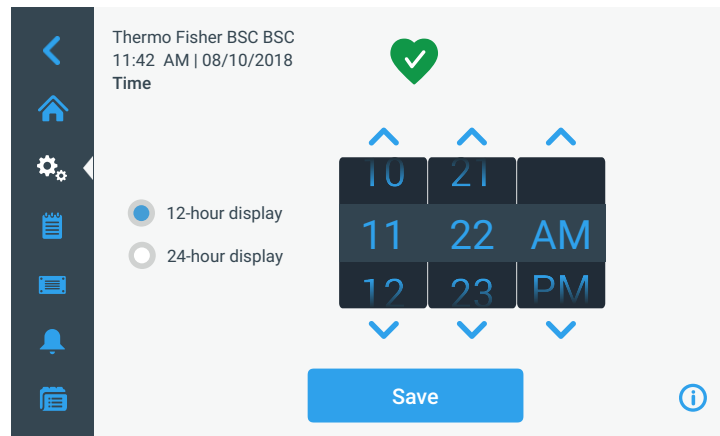 Thermo Fisher BSC BSC
11:42 AM | 08/10/2018
Time
10 21
12-hour display
11 22 AM
24-hour display
12 23 PM
Save